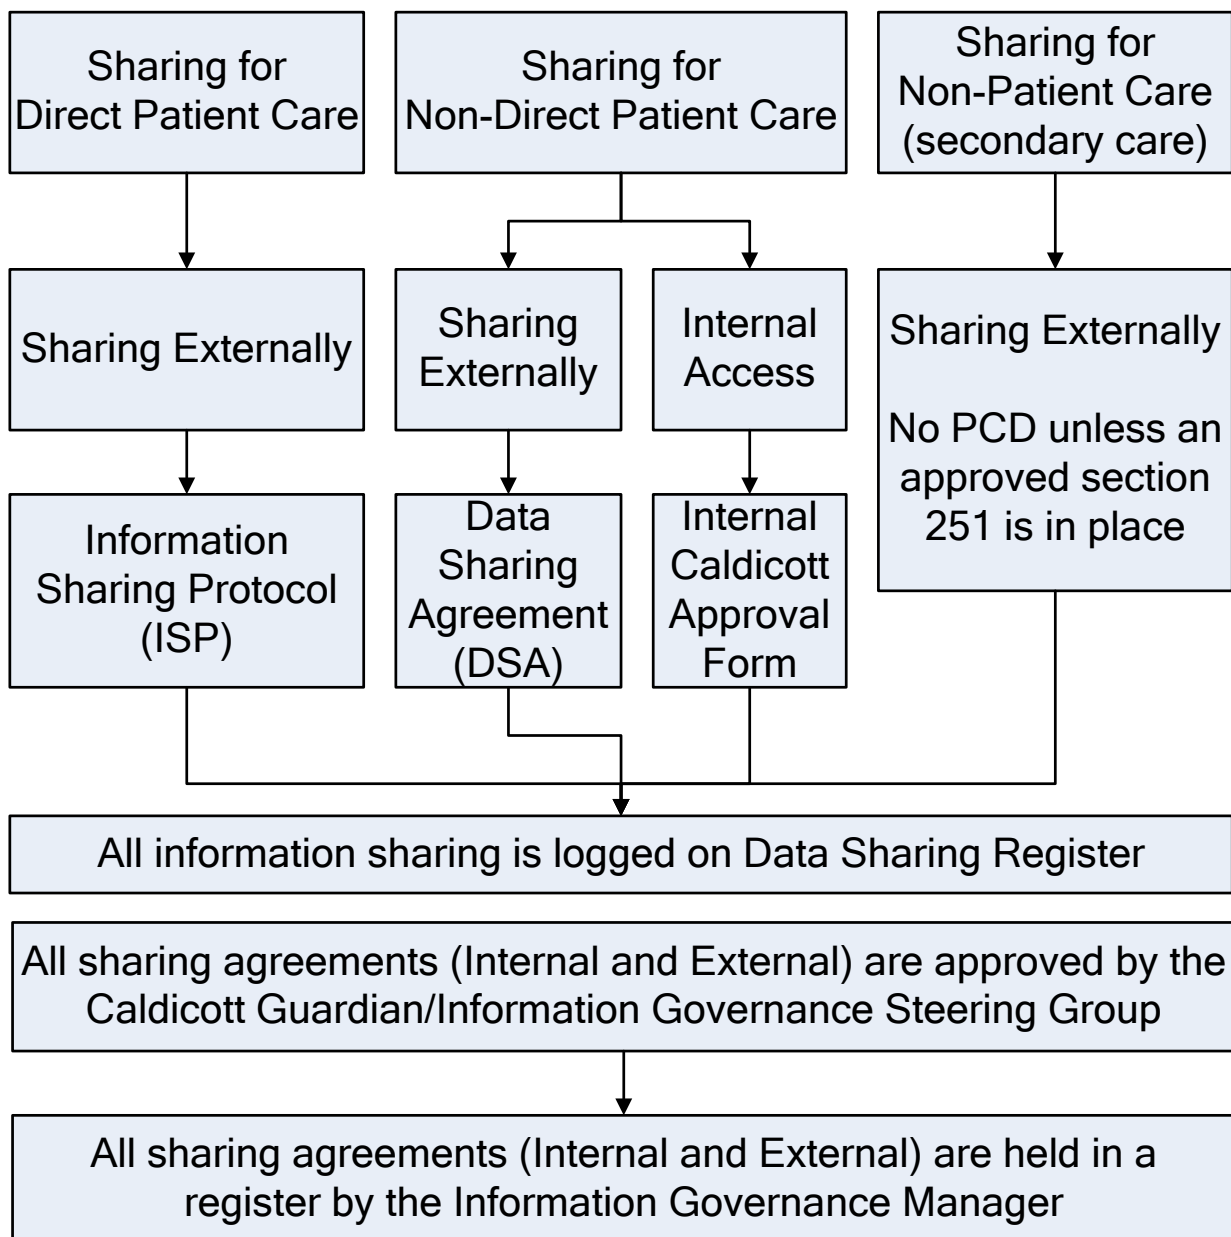 Sharing for
Direct Patient Care
Sharing for
Non-Direct Patient Care
Sharing for
Non-Patient Care
(secondary care)
Sharing Externally
Sharing
Externally
Internal
Access
Sharing Externally
No PCD unless an
approved section
251 is in place
Information
Sharing Protocol
(ISP)
Data
Sharing
Agreement
(DSA)
Internal
Caldicott
Approval
Form
All information sharing is logged on Data Sharing Register
All sharing agreements (Internal and External) are approved by the
Caldicott Guardian/Information Governance Steering Group
All sharing agreements (Internal and External) are held in a
register by the Information Governance Manager